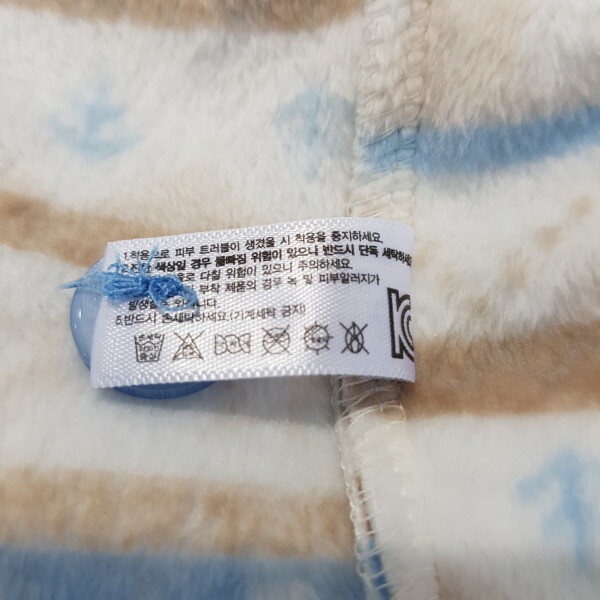 1.착용으로 피부 트러블이 생겼을 시 착용을 중지하세요.
색상일 경우 물빠짐 위험이 있으니 반드시 단독 세탁하세요
다칠 위험이 있으니 주의하세요.
부착 제품의 경우 녹 및 피부알러지가
5.반드시 손세탁하세요.(기계세탁 금지)